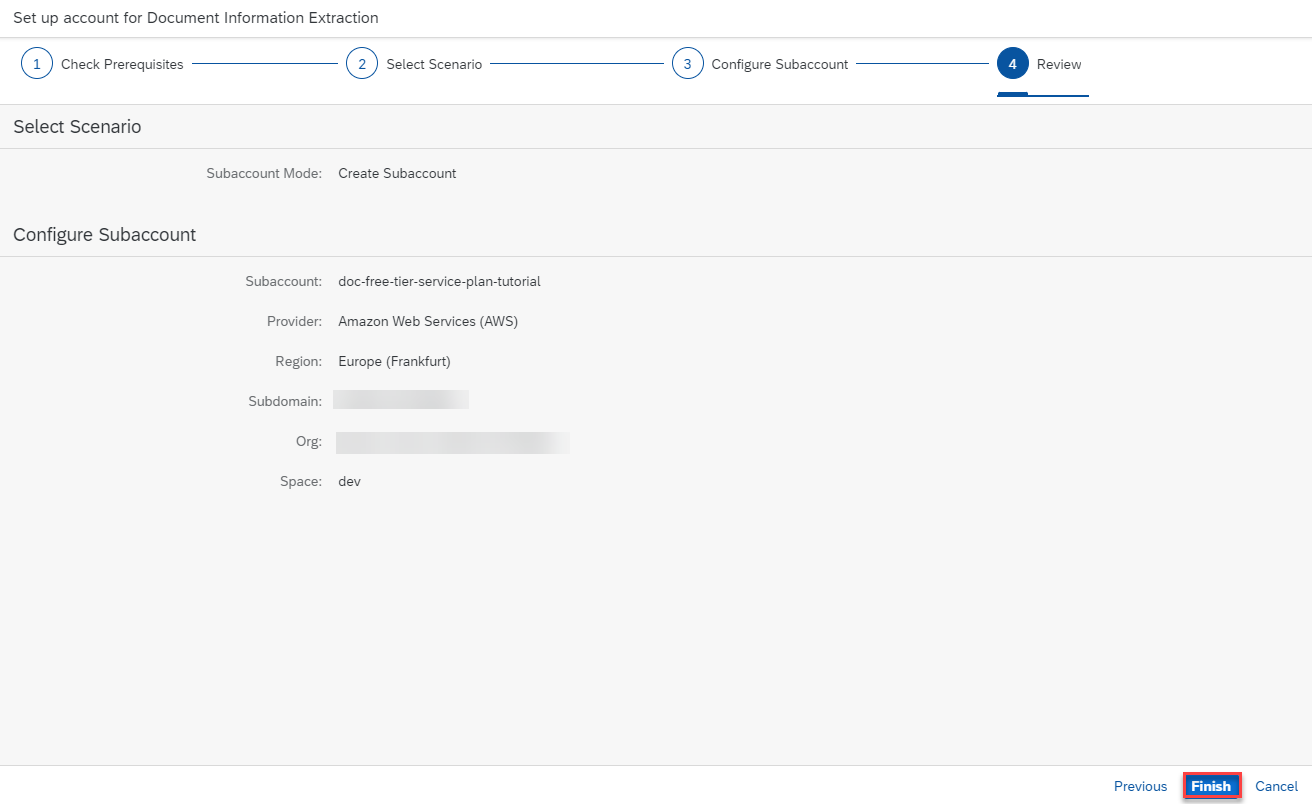 Set up account for Document Information Extraction
1 Check Prerequisites 2 Select Scenario 3 Configure Subaccount 4 Review
Select Scenario
Subaccount Mode: Create Subaccount
Configure Subaccount
Subaccount: doc-free-tier-service-plan-tutorial
Provider: Amazon Web Services (AWS)
Region: Europe (Frankfurt)
Subdomain:
Org:
Space: dev
Previous Finish Cancel